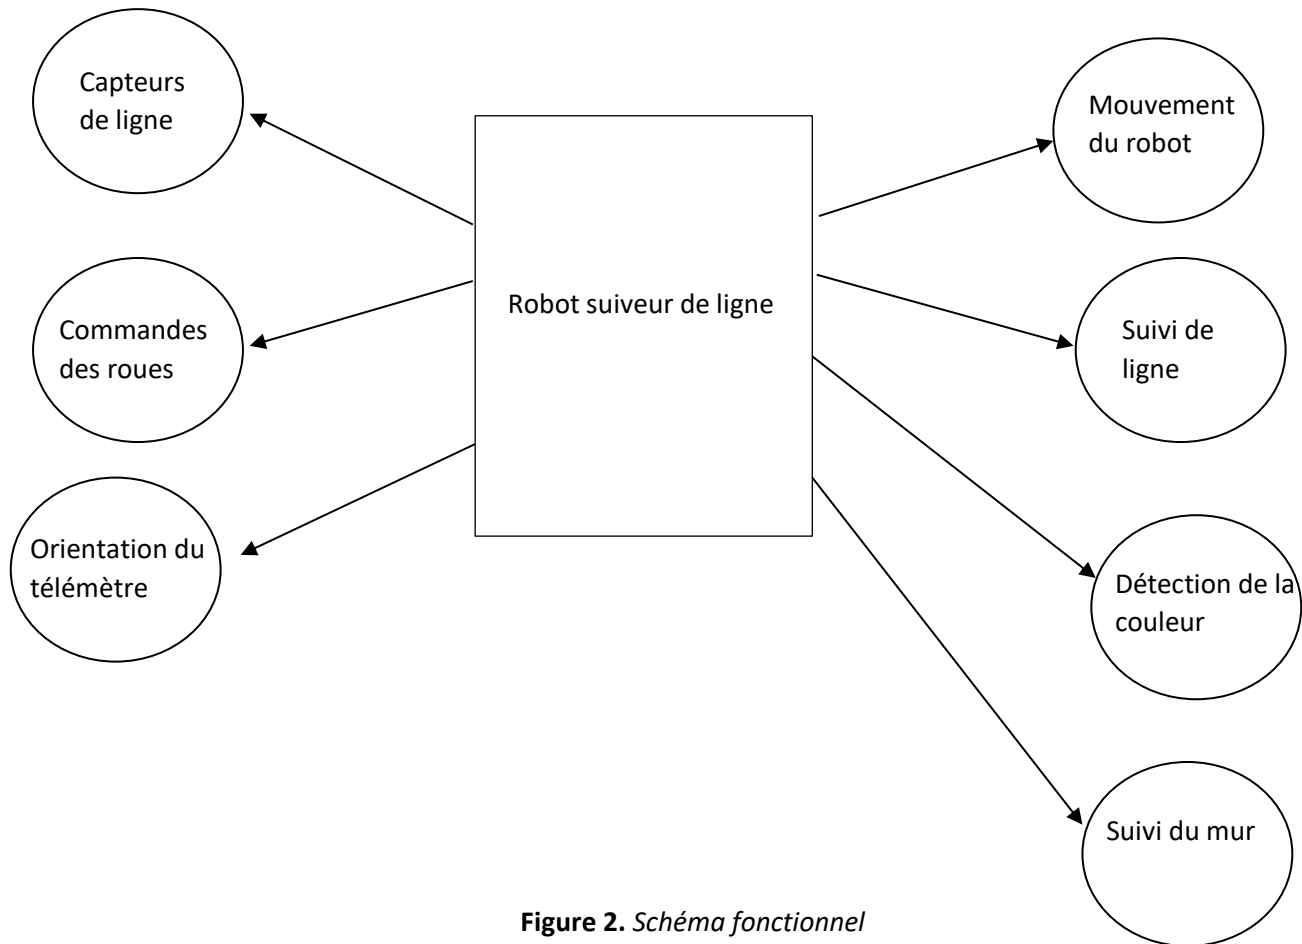 Capteurs
de ligne
Commandes
des roues
Orientation du
télémètre
Robot suiveur de ligne
Mouvement
du robot
Suivi de
ligne
Détection de la
couleur
Suivi du mur
Figure 2. Schéma fonctionnel